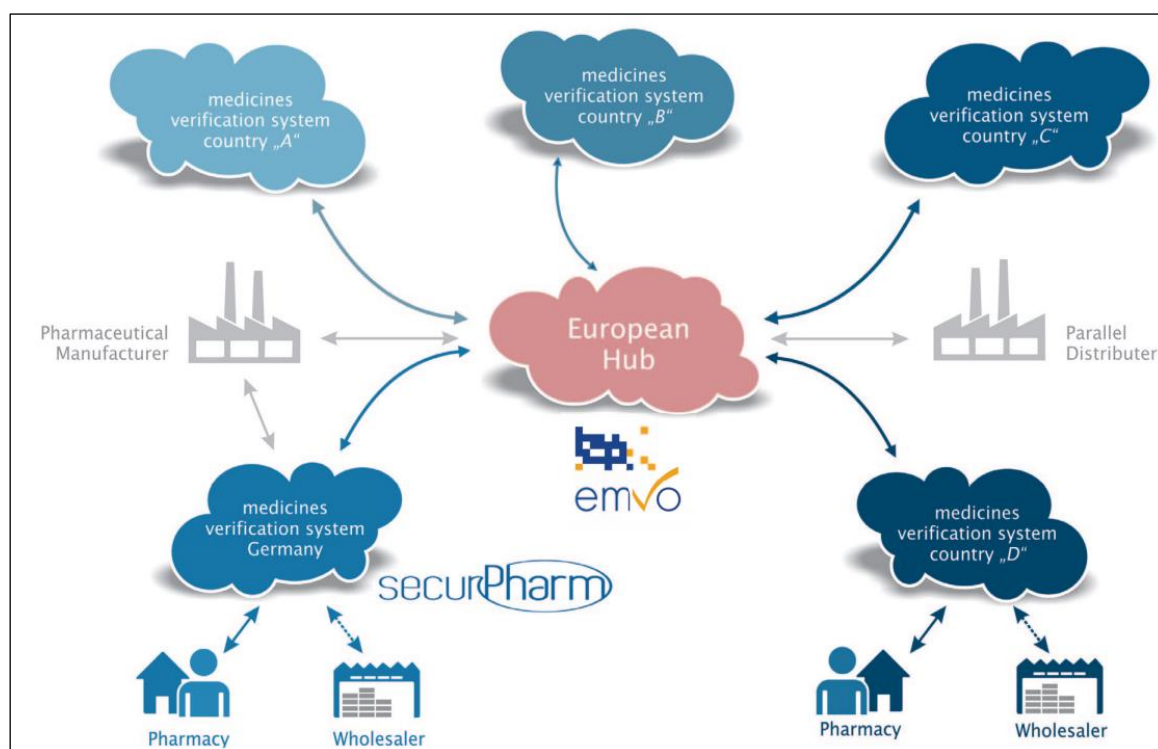 medicines
verification system
country „A“
medicines
verification system
country „B“
medicines
verification system
country „C“
Pharmaceutical
Manufacturer
European
Hub
Parallel
Distributer
emvo
medicines
verification system
Germany
securPharm
medicines
verification system
country „D“
Pharmacy
Wholesaler
Pharmacy
Wholesaler